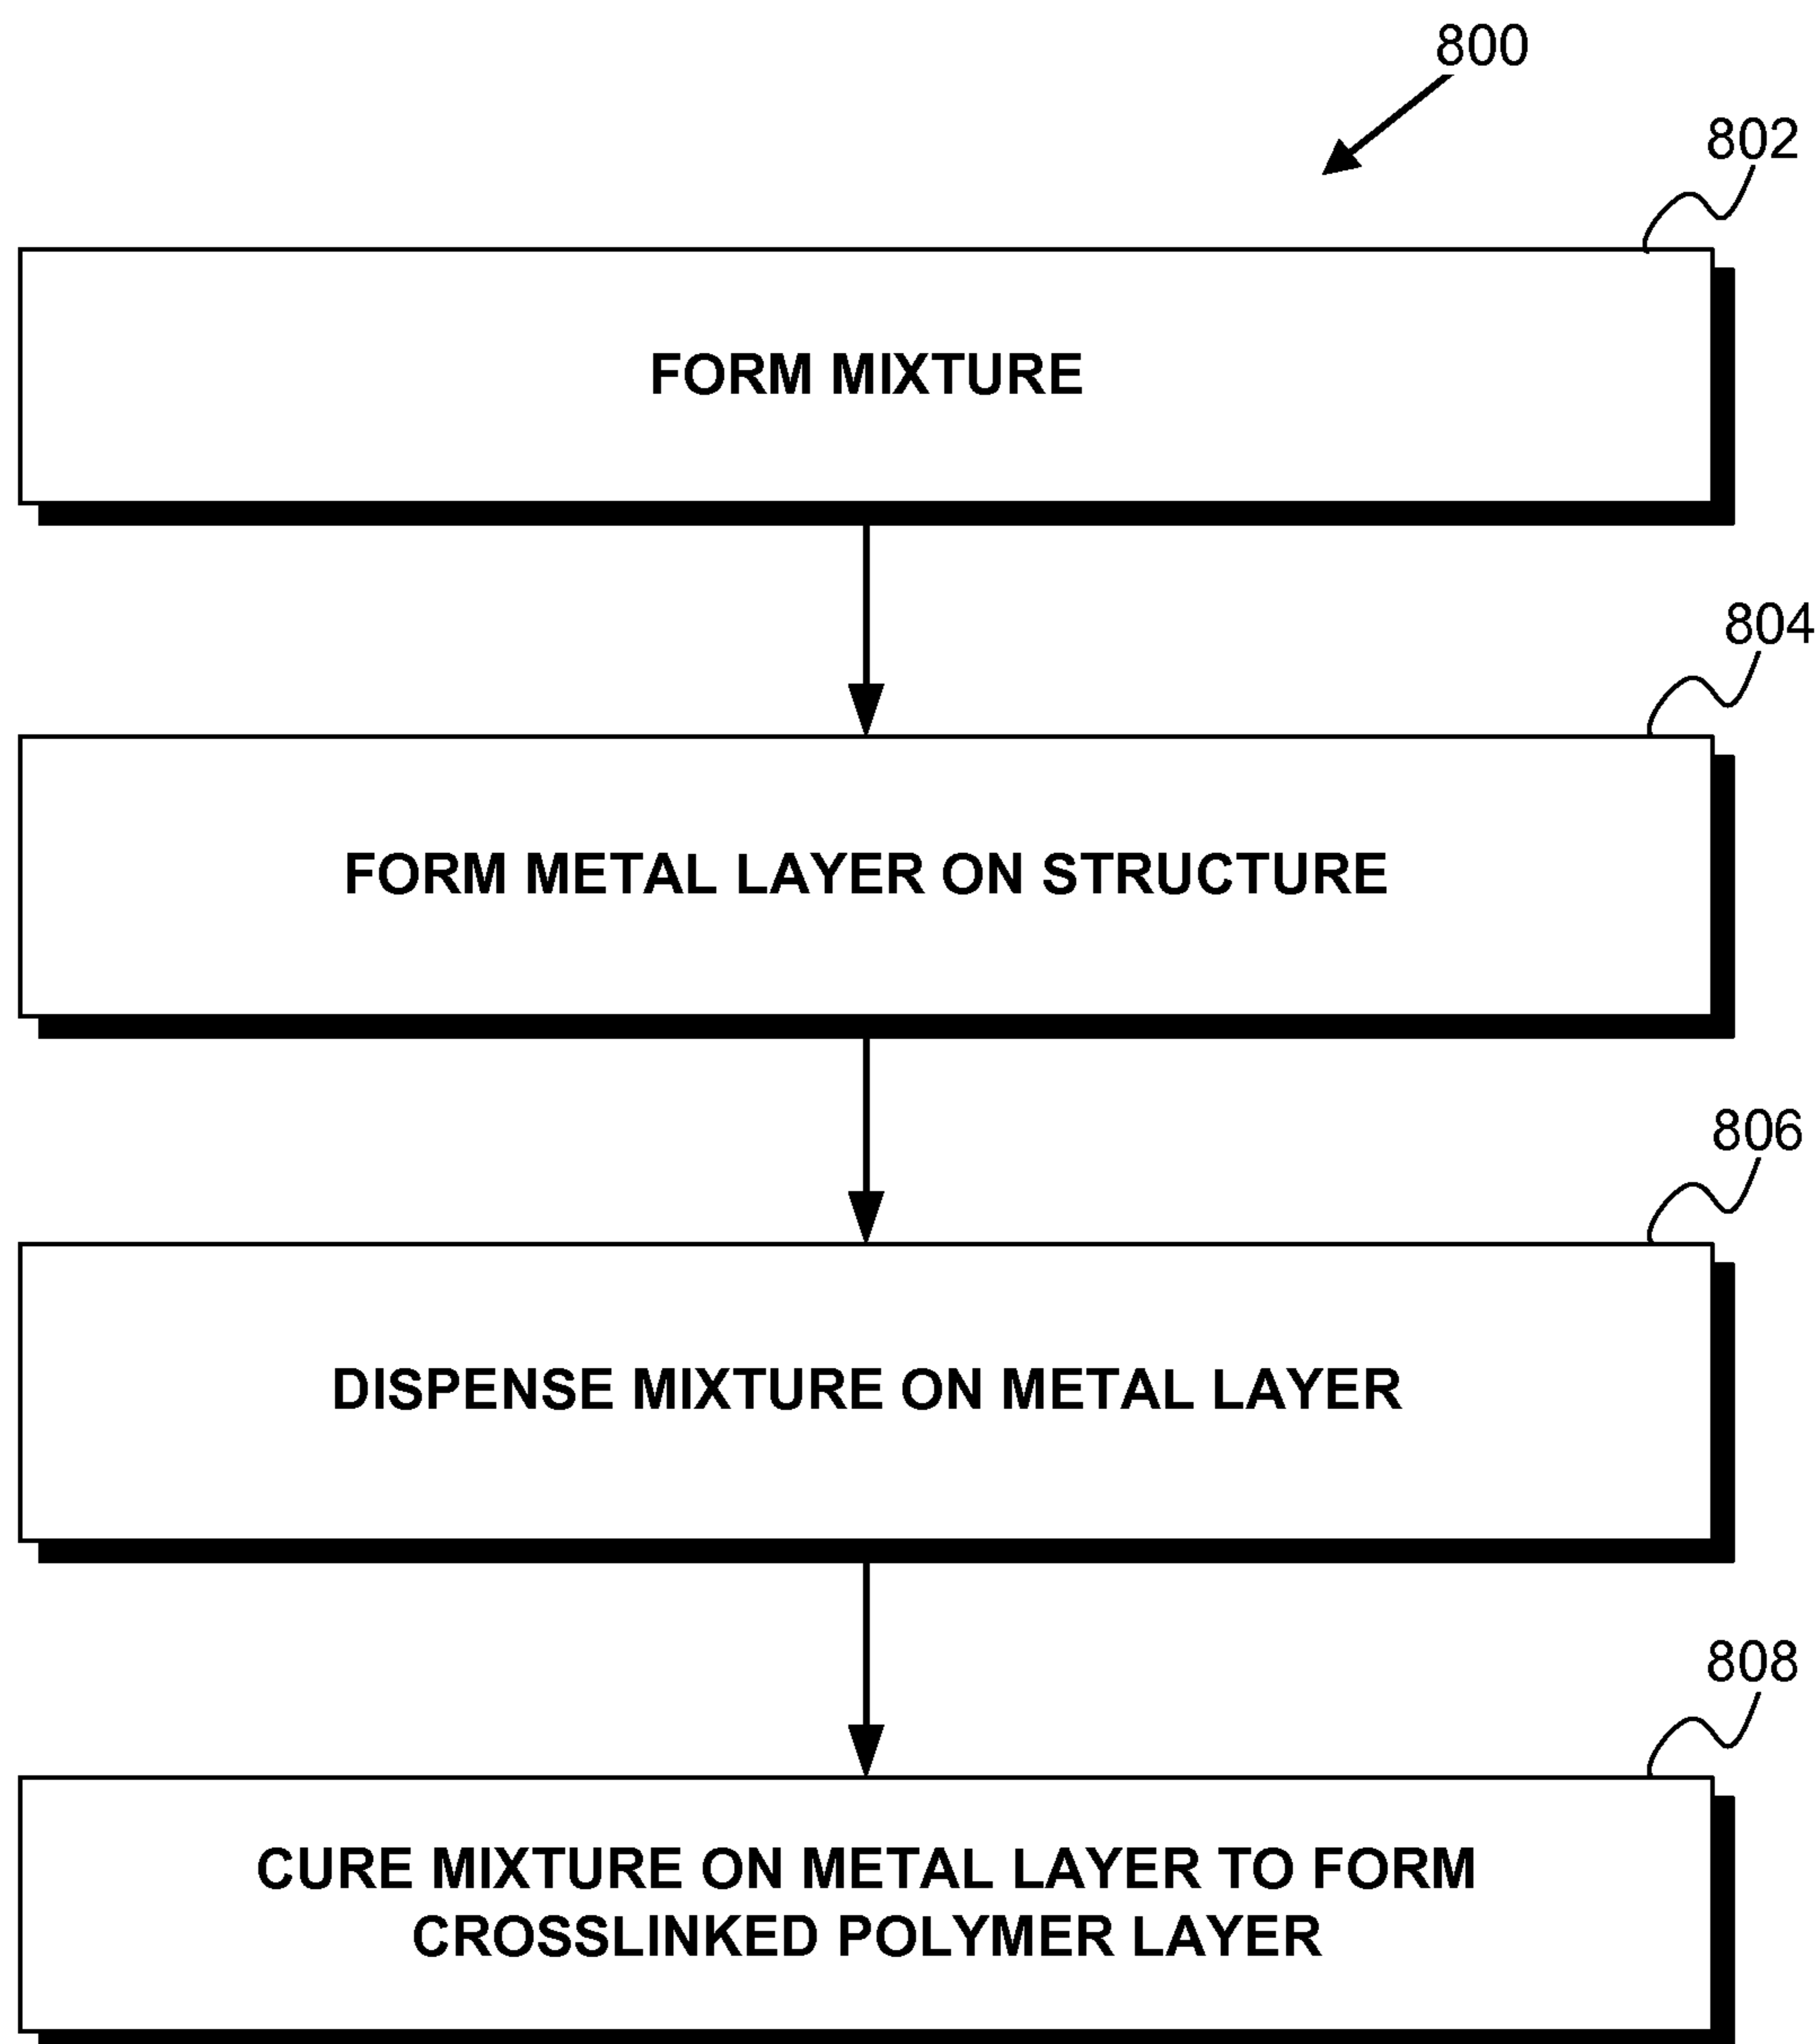 800
802
FORM MIXTURE
804
FORM METAL LAYER ON STRUCTURE
806
DISPENSE MIXTURE ON METAL LAYER
808
CURE MIXTURE ON METAL LAYER TO FORM
CROSSLINKED POLYMER LAYER